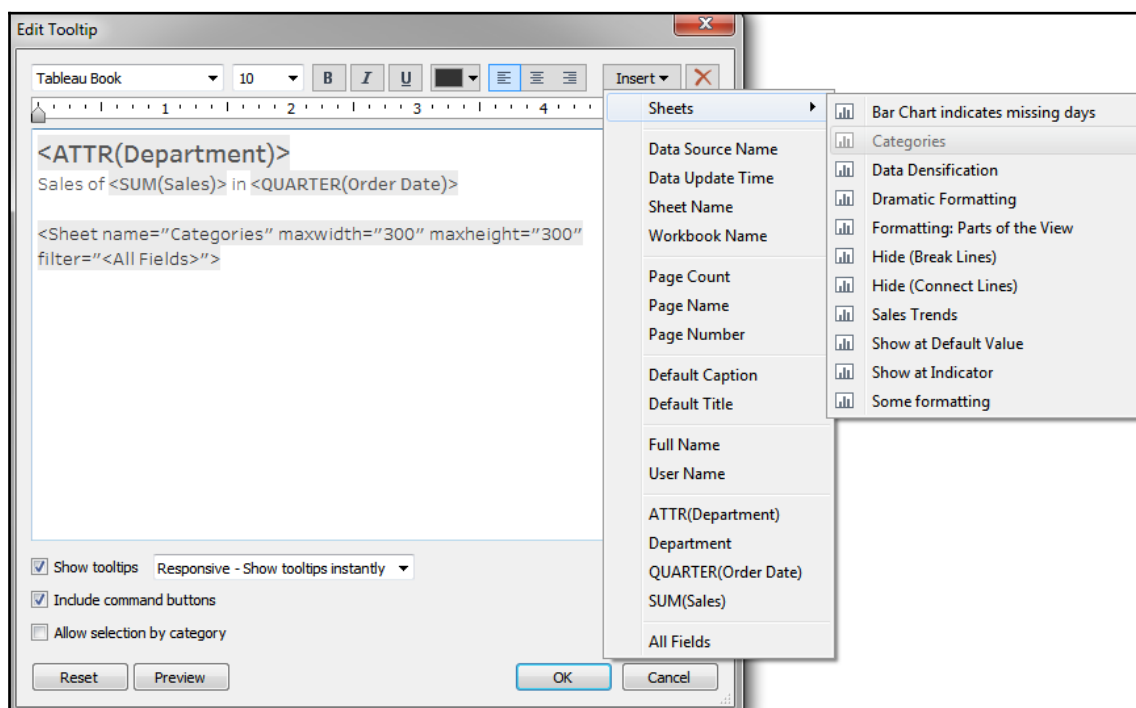 Edit Tooltip
Tableau Book 10 B I U Insert
1 2 3 4
<ATTR(Department)>
Sales of <SUM(Sales)> in <QUARTER(Order Date)>
<Sheet name="Categories" maxwidth="300" maxheight="300"
filter="<All Fields>">
Show tooltips Responsive - Show tooltips instantly
Include command buttons
Allow selection by category
Reset Preview OK Cancel
Sheets
Data Source Name
Data Update Time
Sheet Name
Workbook Name
Page Count
Page Name
Page Number
Default Caption
Default Title
Full Name
User Name
ATTR(Department)
Department
QUARTER(Order Date)
SUM(Sales)
All Fields
Bar Chart indicates missing days
Categories
Data Densification
Dramatic Formatting
Formatting: Parts of the View
Hide (Break Lines)
Hide (Connect Lines)
Sales Trends
Show at Default Value
Show at Indicator
Some formatting